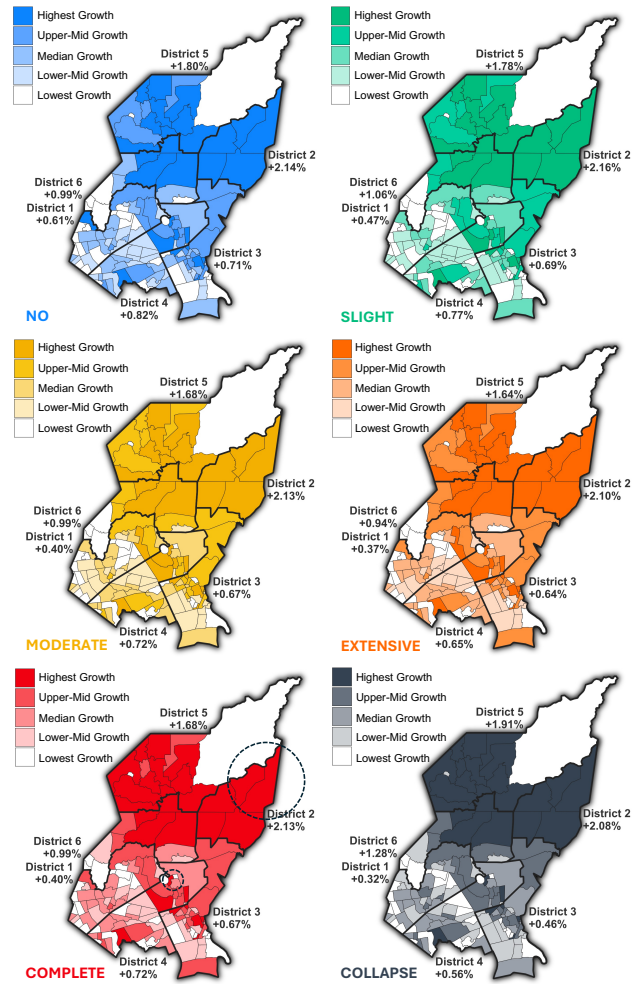 Highest Growth
Upper-Mid Growth
Median Growth
Lower-Mid Growth
Lowest Growth
District 5
+1.80%
District 2
+2.14%
District 6
+0.99%
District 1
+0.61%
District 3
+0.71%
District 4
+0.82%
NO
Highest Growth
Upper-Mid Growth
Median Growth
Lower-Mid Growth
Lowest Growth
District 5
+1.78%
District 2
+2.16%
District 6
+1.06%
District 1
+0.47%
District 3
+0.69%
District 4
+0.77%
SLIGHT
Highest Growth
Upper-Mid Growth
Median Growth
Lower-Mid Growth
Lowest Growth
District 5
+1.68%
District 2
+2.13%
District 6
+0.99%
District 1
+0.40%
District 3
+0.67%
District 4
+0.72%
MODERATE
Highest Growth
Upper-Mid Growth
Median Growth
Lower-Mid Growth
Lowest Growth
District 5
+1.64%
District 2
+2.10%
District 6
+0.94%
District 1
+0.37%
District 3
+0.64%
District 4
+0.65%
EXTENSIVE
Highest Growth
Upper-Mid Growth
Median Growth
Lower-Mid Growth
Lowest Growth
District 5
+1.68%
District 2
+2.13%
District 6
+0.99%
District 1
+0.40%
District 3
+0.67%
District 4
+0.72%
COMPLETE
Highest Growth
Upper-Mid Growth
Median Growth
Lower-Mid Growth
Lowest Growth
District 5
+1.91%
District 2
+2.08%
District 6
+1.28%
District 1
+0.32%
District 3
+0.46%
District 4
+0.56%
COLLAPSE